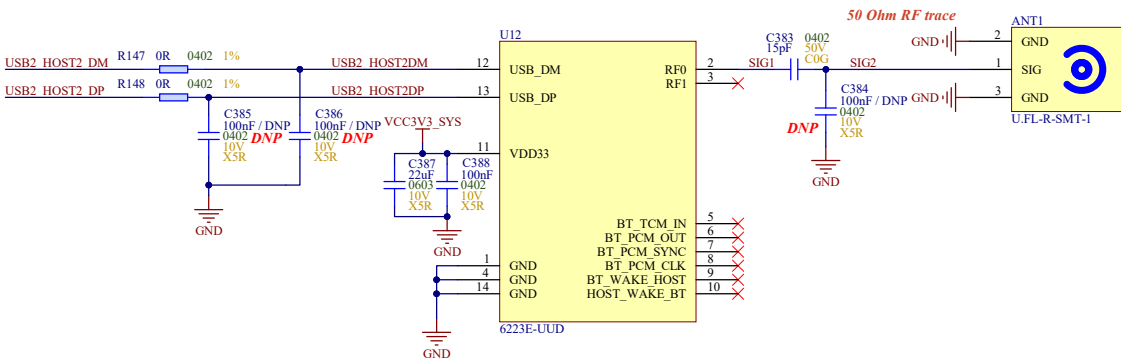 50 Ohm RF trace
ANT1
U12
C383 0402
15pF 50V
C0G
GND 2 GND
R147 0R 0402 1%
USB2_HOST2_DM USB2_HOST2DM 12 USB_DM RF0 2 SIG1 SIG2 1 SIG
RF1 3
R148 0R 0402 1%
USB2_HOST2_DP USB2_HOST2DP 13 USB_DP GND 3 GND
C384
100nF / DNP
0402
10V
X5R
DNP
GND
U.FL-R-SMT-1
C385
100nF / DNP
0402 DNP
10V
X5R
C386
100nF / DNP
0402 DNP
10V
X5R
GND
VCC3V3_SYS
11 VDD33
C387
22uF
0603
10V
X5R
C388
100nF
0402
10V
X5R
GND
BT_TCM_IN 5
BT_PCM_OUT 6
BT_PCM_SYNC 7
BT_PCM_CLK 8
BT_WAKE_HOST 9
HOST_WAKE_BT 10
1 GND
4 GND
14 GND
GND
6223E-UUD